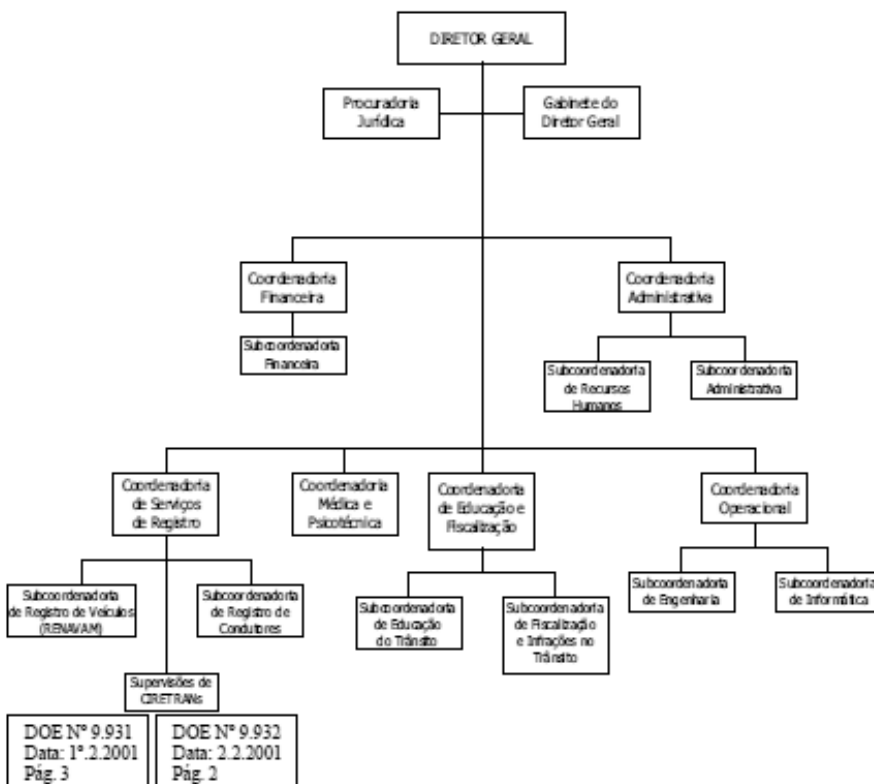 DIRETOR GERAL
Procuradoria
Jurídica
Gabinete do
Diretor Geral
Coordenadoria
Financeira
Coordenadoria
Administrativa
Subcoordenadoria
Financeira
Subcoordenadoria
de Recursos
Humanos
Subcoordenadoria
Administrativa
Coordenadoria
de Serviços
de Registro
Coordenadoria
Médica e
Psicotécnica
Coordenadoria
de Educação e
Fiscalização
Coordenadoria
Operacional
Subcoordenadoria
de Registro de Veículos
(RENAVAM)
Subcoordenadoria
de Registro de
Condutores
Subcoordenadoria
de Educação
do Trânsito
Subcoordenadoria
de Fiscalização
e Infrações no
Trânsito
Subcoordenadoria
de Engenharia
Subcoordenadoria
de Informática
Supervisões de
CIRETRANs
DOE Nº 9.931
Data: 1º.2.2001
Pág. 3
DOE Nº 9.932
Data: 2.2.2001
Pág. 2